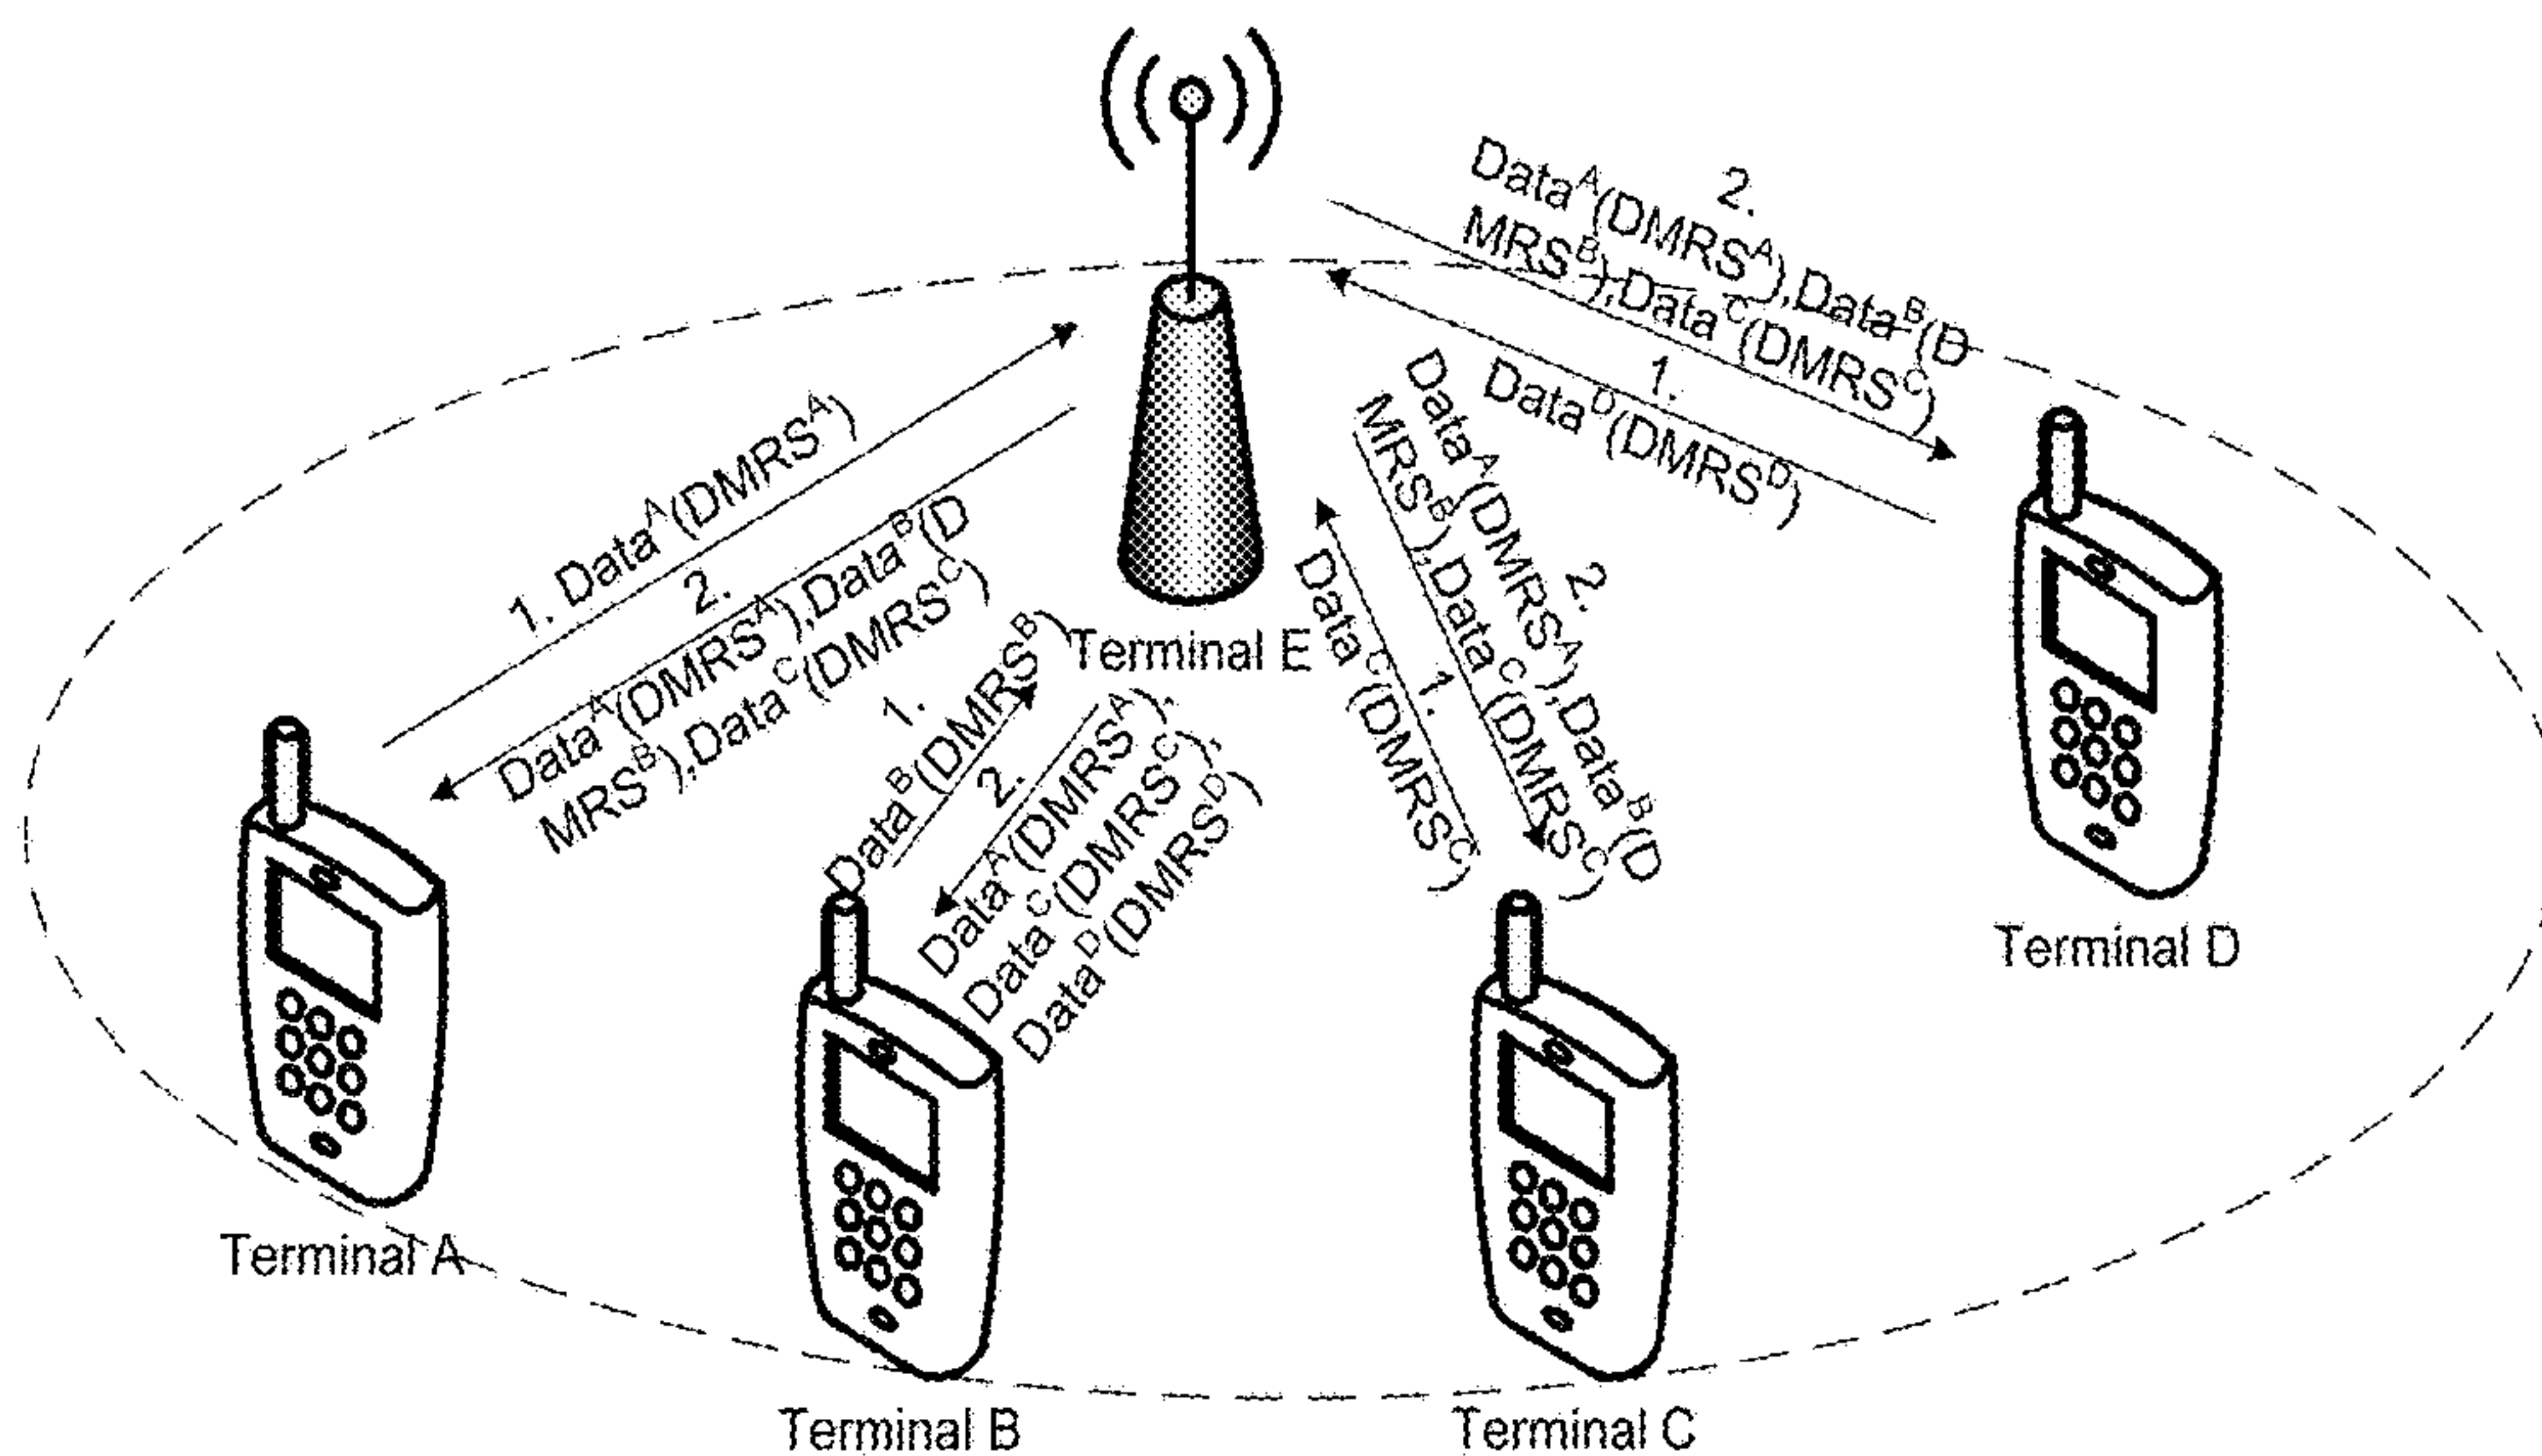 2.
Data^A(DMRS^A),Data^B(D
MRS^B),Data^C(DMRS^C)
1.
Data^D(DMRS^D)
1. Data^A(DMRS^A)
2.
Data^A(DMRS^A),Data^B(D
MRS^B),Data^C(DMRS^C)
1.
Data^B(DMRS^B)
2.
Data^A(DMRS^A),
Data^C(DMRS^C),
Data^D(DMRS^D)
2.
Data^A(DMRS^A),Data^B(D
MRS^B),Data^C(DMRS^C)
1.
Data^C(DMRS^C)
Terminal E
Terminal D
Terminal A
Terminal B
Terminal C